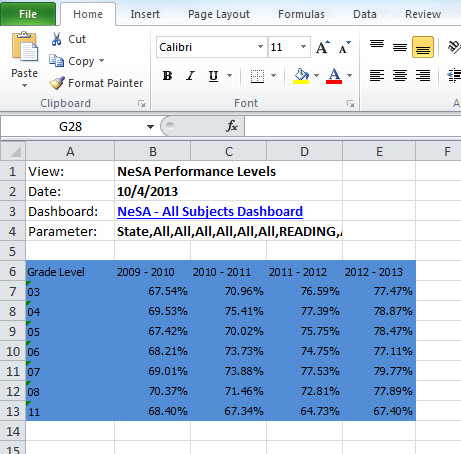 File Home Insert Page Layout Formulas Data Review
Cut
Copy
Format Painter
Paste
Calibri 11 A A
B I U A
Clipboard Font
G28 fx
A B C D E F
1 View: NeSA Performance Levels
2 Date: 10/4/2013
3 Dashboard: NeSA - All Subjects Dashboard
4 Parameter: State,All,All,All,All,All,All,READING,
5
6 Grade Level 2009 - 2010 2010 - 2011 2011 - 2012 2012 - 2013
7 03 67.54% 70.96% 76.59% 77.47%
8 04 69.53% 75.41% 77.39% 78.87%
9 05 67.42% 70.02% 75.75% 78.47%
10 06 68.21% 73.73% 74.75% 77.11%
11 07 69.01% 73.88% 77.53% 79.77%
12 08 70.37% 71.46% 72.81% 77.89%
13 11 68.40% 67.34% 64.73% 67.40%
14
15